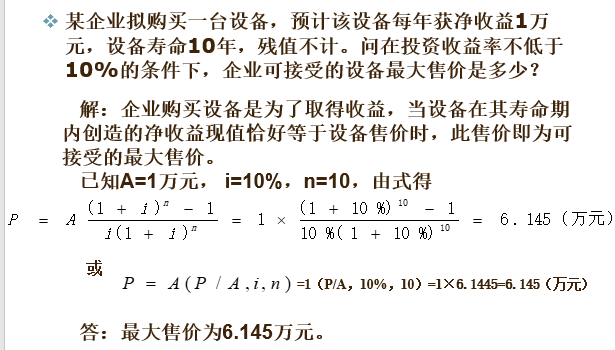 ❖ 某企业拟购买一台设备，预计该设备每年获净收益1万
元，设备寿命10年，残值不计。问在投资收益率不低于
10%的条件下，企业可接受的设备最大售价是多少？
解：企业购买设备是为了取得收益，当设备在其寿命期
内创造的净收益现值恰好等于设备售价时，此售价即为可
接受的最大售价。
已知A=1万元， i=10%，n=10，由式得
P = A ((1 + i)^n − 1) / (i(1 + i)^n) = 1 × ((1 + 10 %)^10 − 1) / (10 %( 1 + 10 %)^10) = 6.145（万元）
或
P = A(P / A,i,n) =1（P/A，10%，10）=1×6.1445=6.145（万元）
答：最大售价为6.145万元。